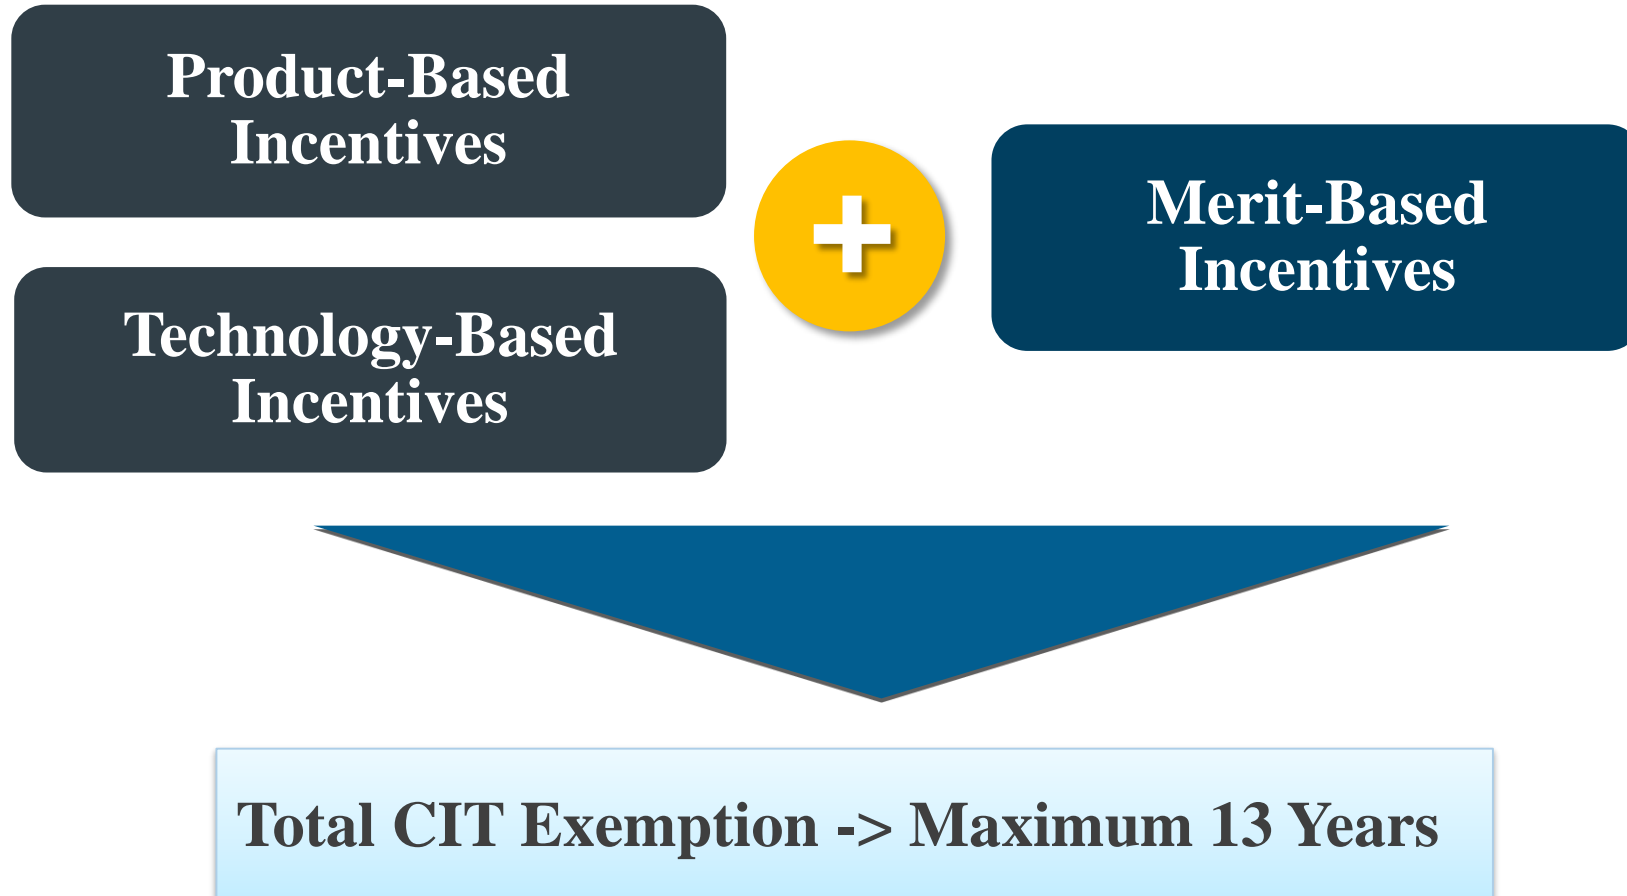 Product-Based
Incentives
Technology-Based
Incentives
+
Merit-Based
Incentives
Total CIT Exemption -> Maximum 13 Years